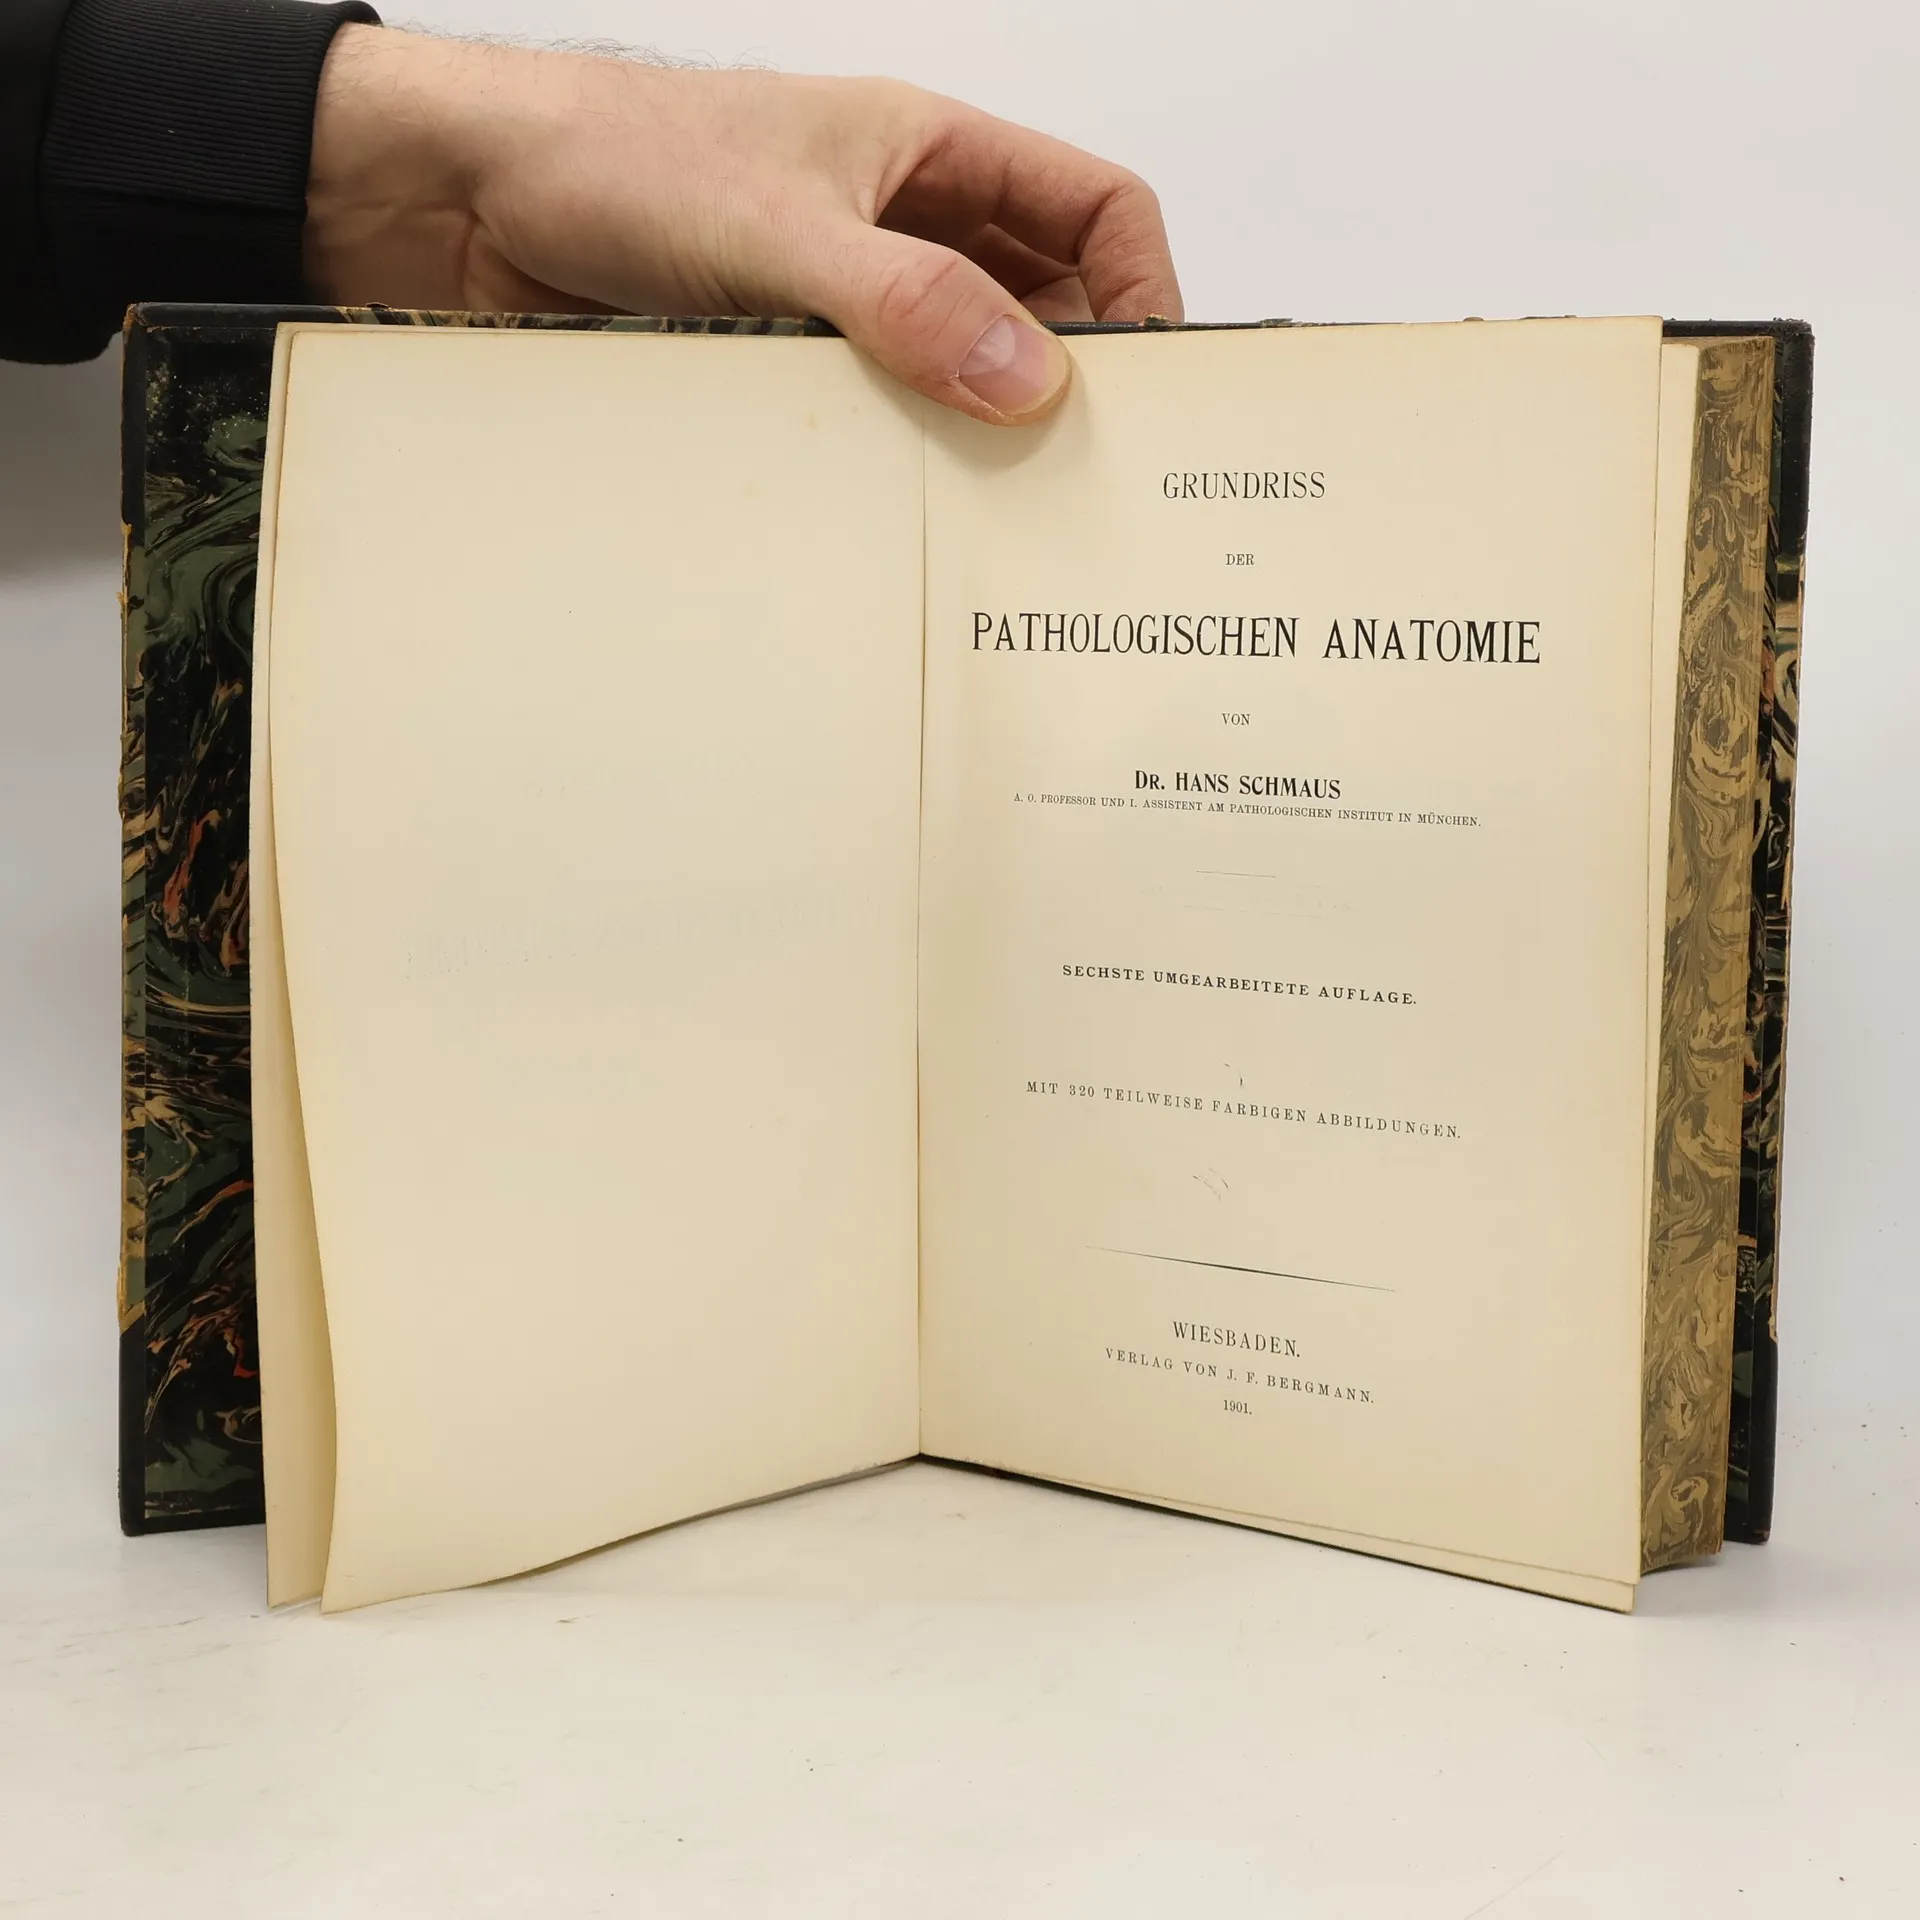 GRUNDRISS
DER
PATHOLOGISCHEN ANATOMIE
VON
DR. HANS SCHMAUS
A. O. PROFESSOR UND I. ASSISTENT AM PATHOLOGISCHEN INSTITUT IN MÜNCHEN.
SECHSTE UMGEARBEITETE AUFLAGE.
MIT 320 TEILWEISE FARBIGEN ABBILDUNGEN.
WIESBADEN.
VERLAG VON J. F. BERGMANN.
1901.